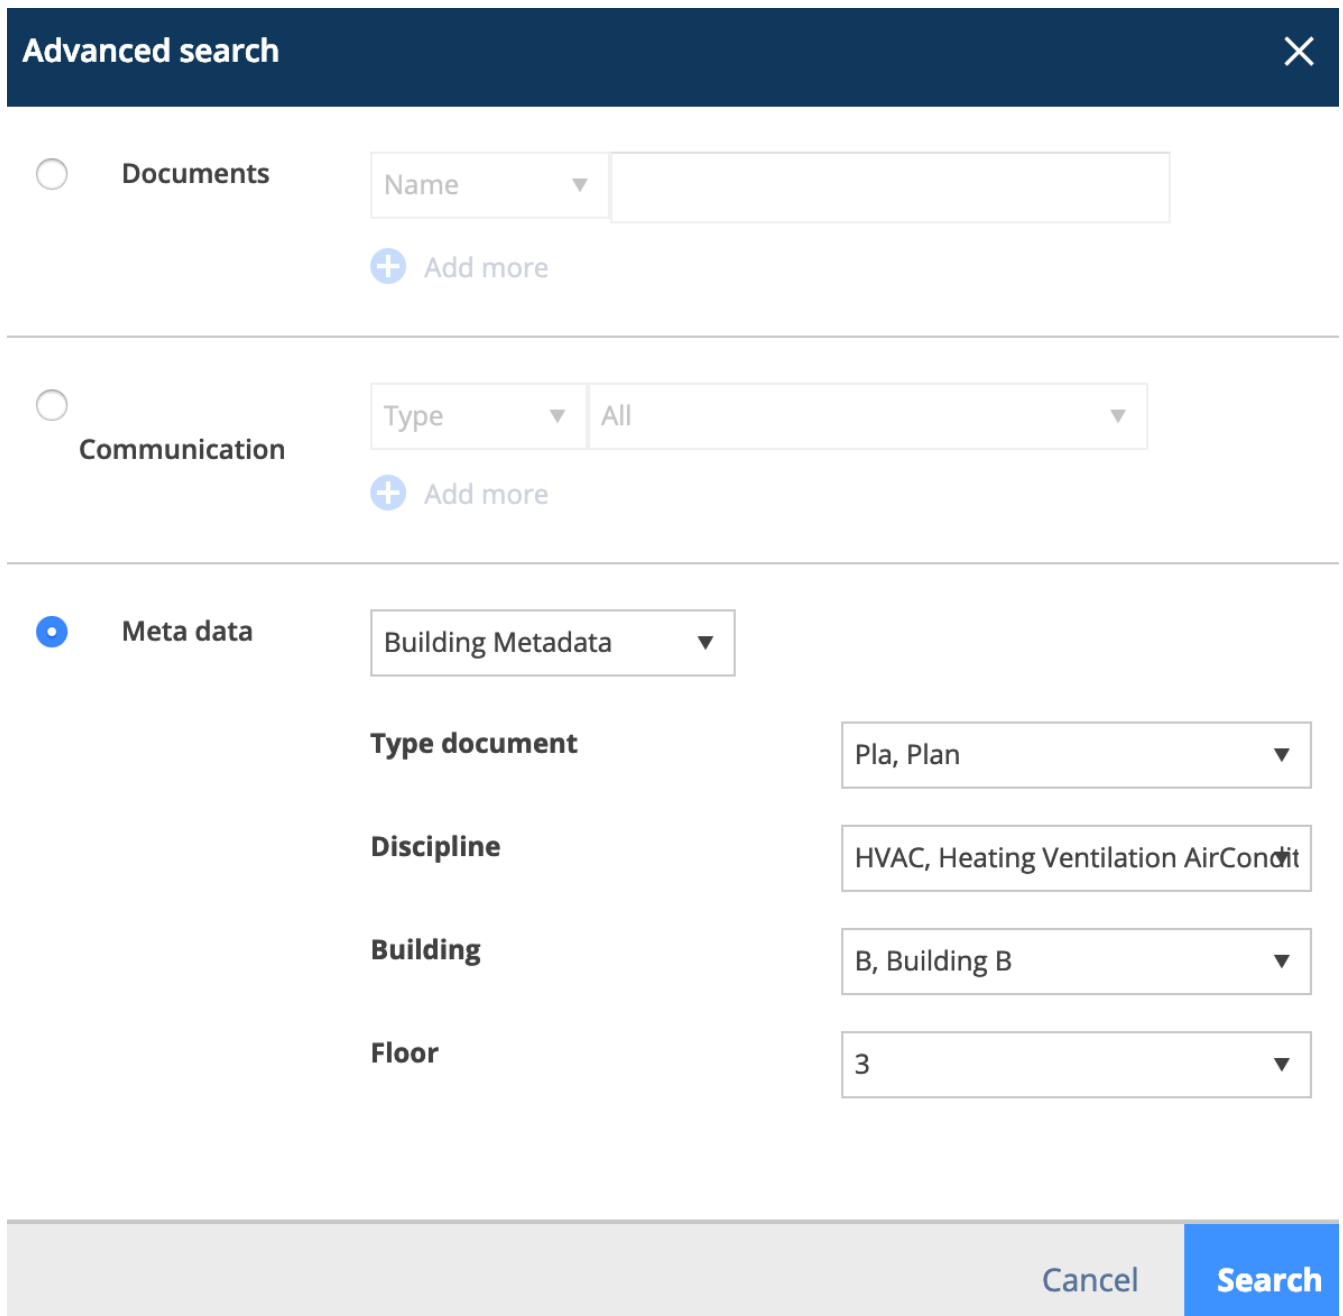 Advanced search
Documents
Name
Add more
Type
All
Communication
Add more
Meta data
Building Metadata
Type document
Pla, Plan
Discipline
HVAC, Heating Ventilation AirCondit
Building
B, Building B
Floor
3
Cancel
Search